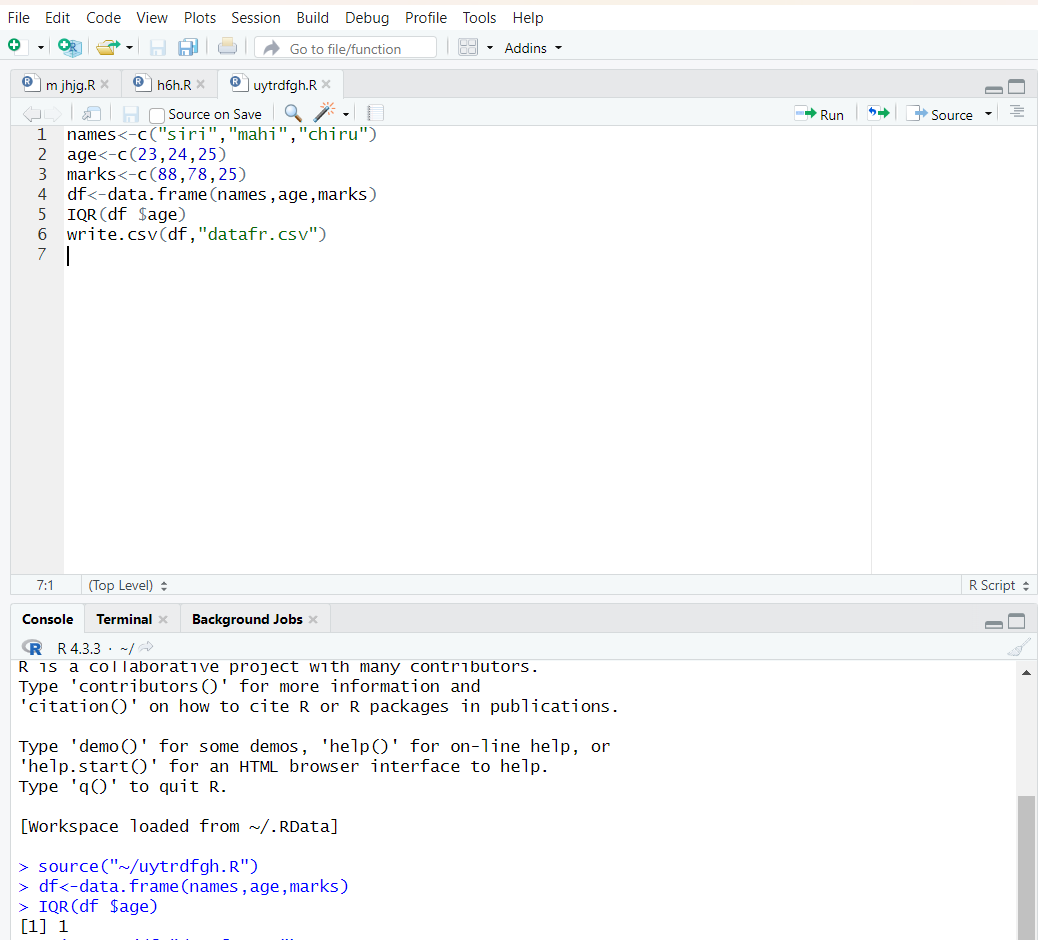 File Edit Code View Plots Session Build Debug Profile Tools Help
Go to file/function Addins
m jhjg.R h6h.R uytrdfgh.R
Source on Save Run Source
1 names<-c("siri","mahi","chiru")
2 age<-c(23,24,25)
3 marks<-c(88,78,25)
4 df<-data.frame(names,age,marks)
5 IQR(df $age)
6 write.csv(df,"datafr.csv")
7
7:1 (Top Level) R Script
Console Terminal Background Jobs
R R 4.3.3 · ~/
R is a collaborative project with many contributors.
Type 'contributors()' for more information and
'citation()' on how to cite R or R packages in publications.
Type 'demo()' for some demos, 'help()' for on-line help, or
'help.start()' for an HTML browser interface to help.
Type 'q()' to quit R.
[Workspace loaded from ~/.RData]
> source("~/uytrdfgh.R")
> df<-data.frame(names,age,marks)
> IQR(df $age)
[1] 1